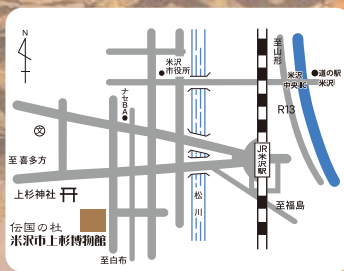 N
至山形
米沢
市役所
米沢
中央IC
道の駅
米沢
ナセBA
R13
文
至喜多方
JR
米沢駅
上杉神社
松川
至福島
伝国の杜
米沢市上杉博物館
至白布